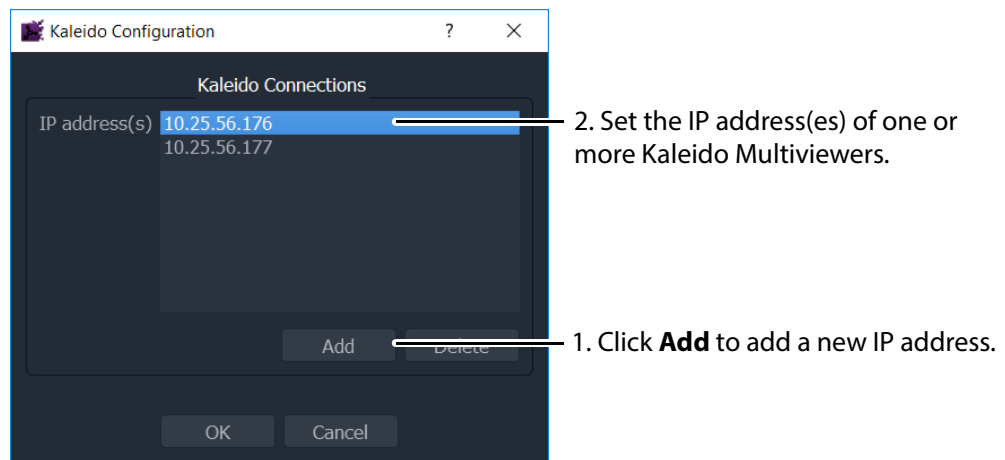 Kaleido Configuration ? ×
Kaleido Connections
IP address(s) 10.25.56.176
10.25.56.177
2. Set the IP address(es) of one or
more Kaleido Multiviewers.
Add Delete
1. Click Add to add a new IP address.
OK Cancel